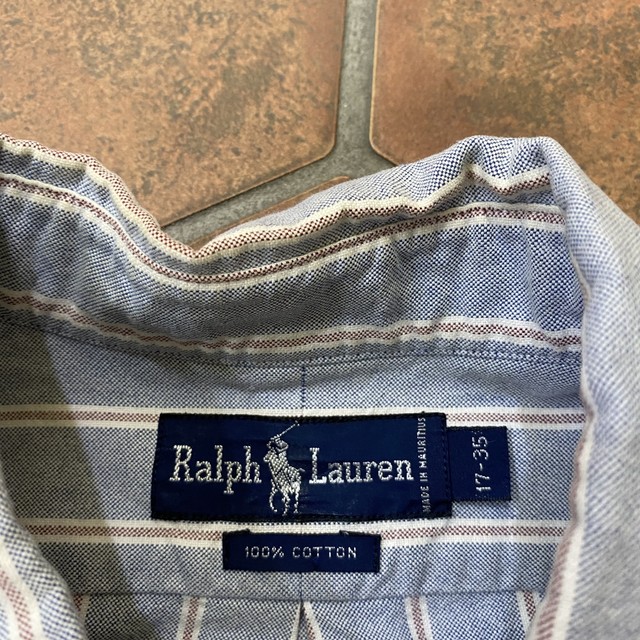 Ralph Lauren
MADE IN MAURITIUS
17-35
100% COTTON